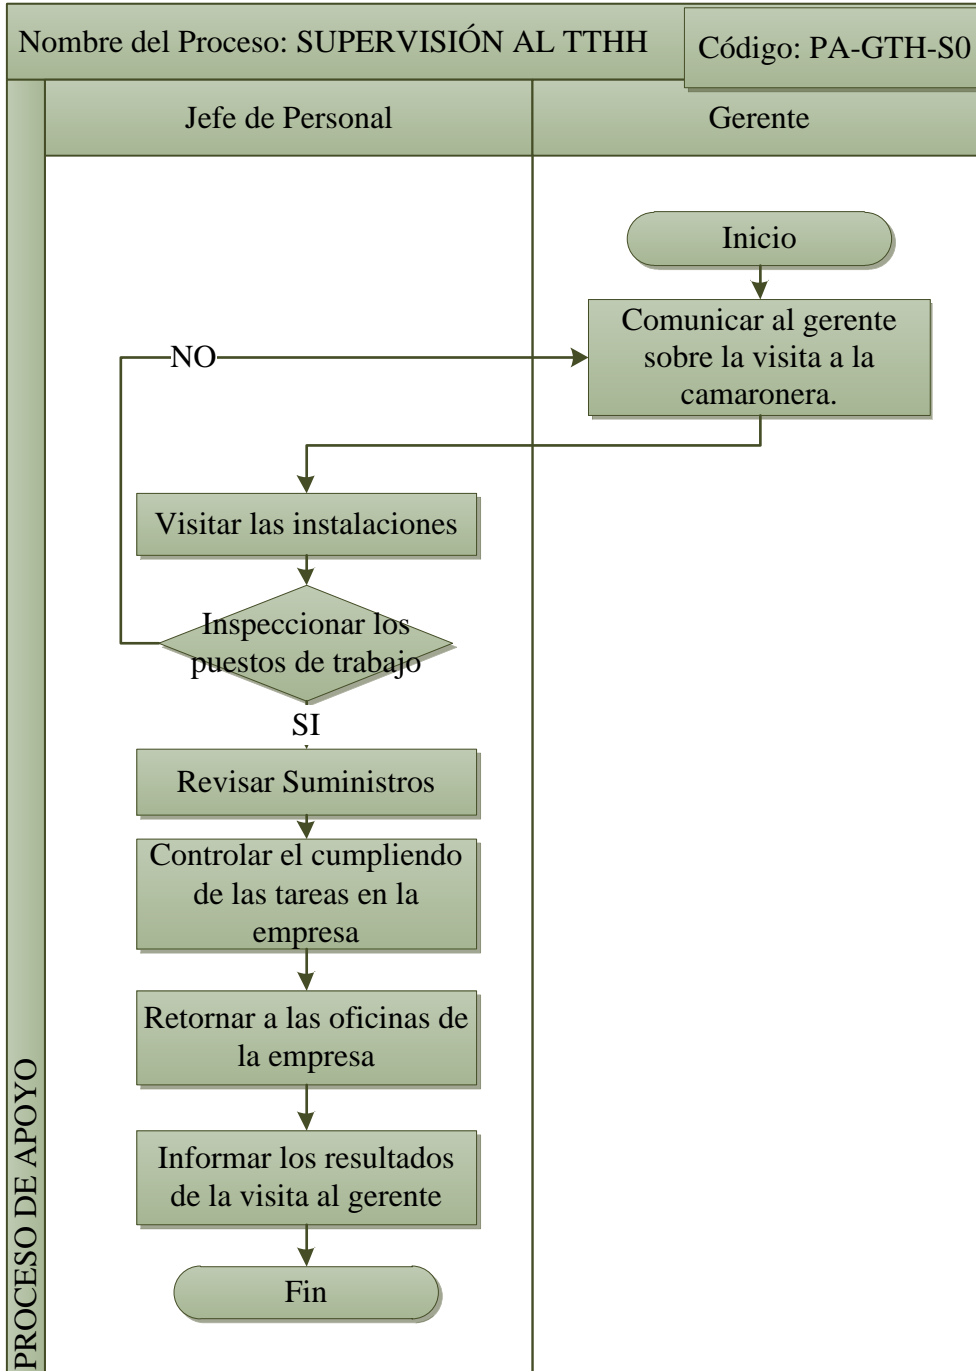 Nombre del Proceso: SUPERVISIÓN AL TTHH
Código: PA-GTH-S0
Jefe de Personal
Gerente
Inicio
Comunicar al gerente
sobre la visita a la
camaronera.
NO
Visitar las instalaciones
Inspeccionar los
puestos de trabajo
SI
Revisar Suministros
Controlar el cumpliendo
de las tareas en la
empresa
Retornar a las oficinas de
la empresa
Informar los resultados
de la visita al gerente
Fin
PROCESO DE APOYO